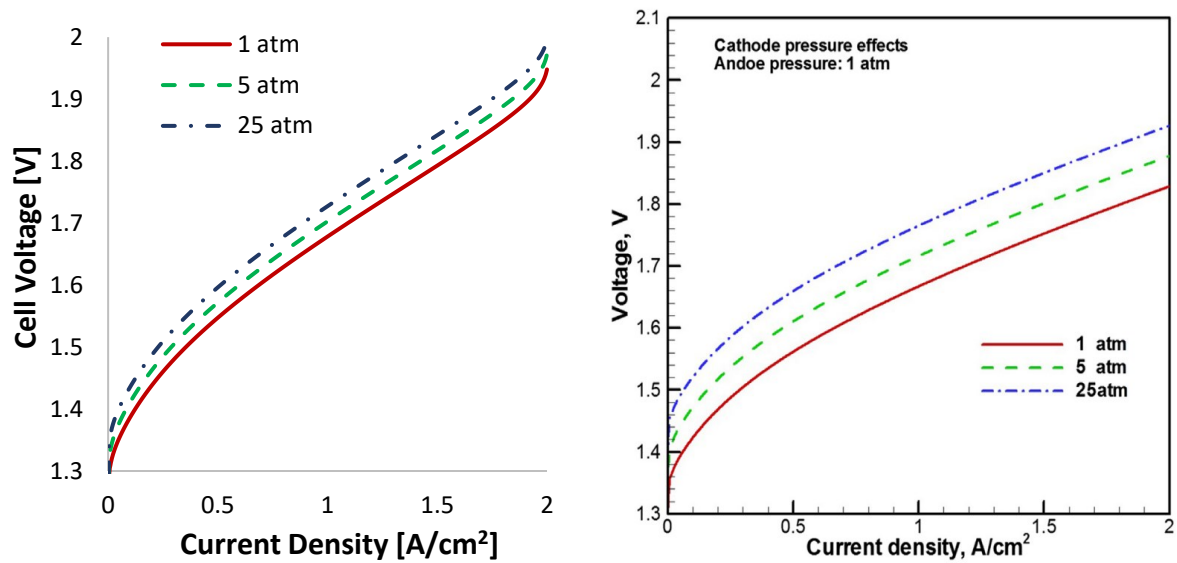 2
1.9
1.8
1.7
1.6
1.5
1.4
1.3
0
0.5
1
1.5
2
Cell Voltage [V]
Current Density [A/cm²]
1 atm
5 atm
25 atm
2.1
2
1.9
1.8
1.7
1.6
1.5
1.4
1.3
0
0.5
1
1.5
2
Voltage, V
Current density, A/cm²
Cathode pressure effects
Andoe pressure: 1 atm
1 atm
5 atm
25atm